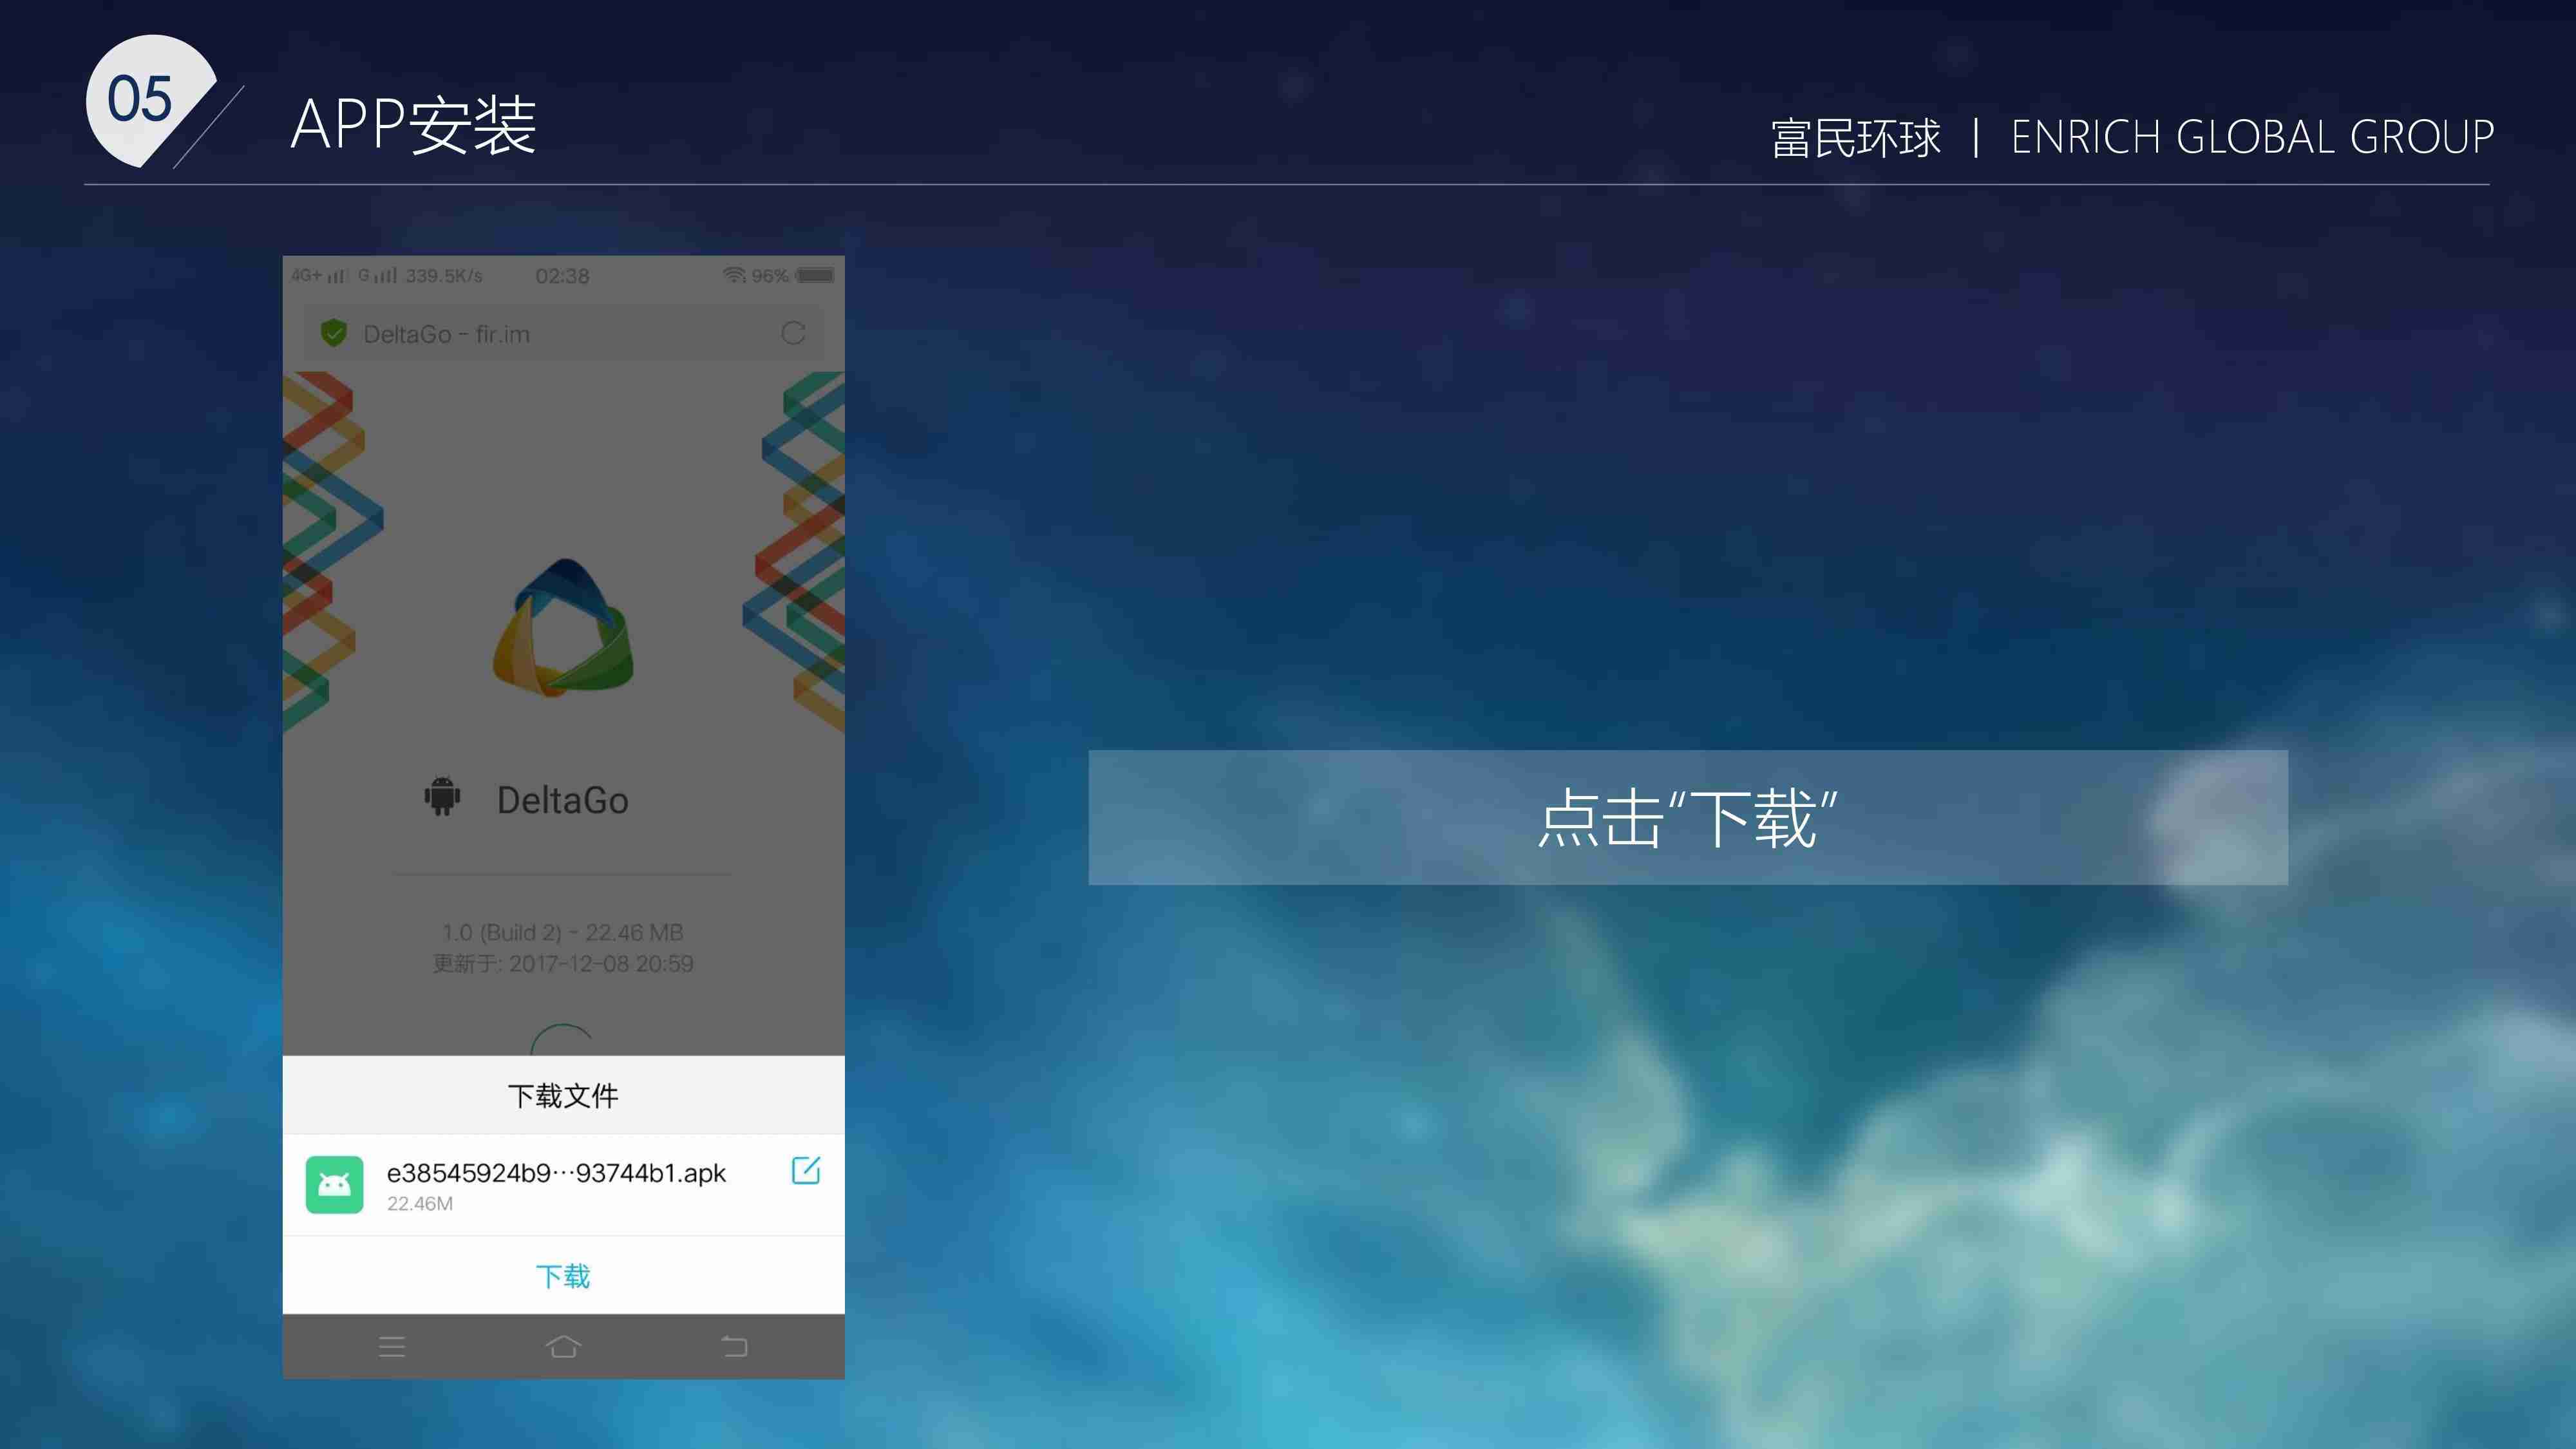 05
APP安装
富民环球 | ENRICH GLOBAL GROUP
4G+ G 339.5K/s 02:38 96%
DeltaGo - fir.im
DeltaGo
1.0 (Build 2) - 22.46 MB
更新于: 2017-12-08 20:59
点击“下载”
下载文件
e38545924b9···93744b1.apk
22.46M
下载